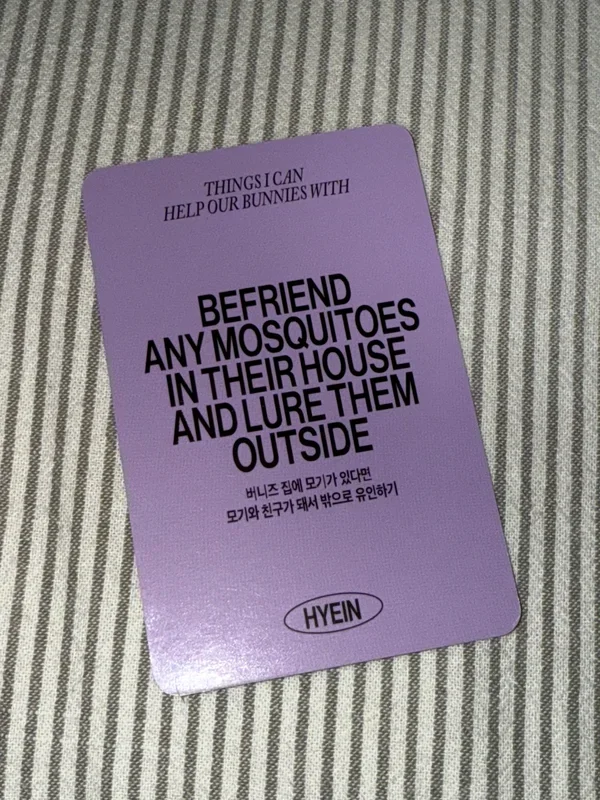 THINGS I CAN
HELP OUR BUNNIES WITH
BEFRIEND
ANY MOSQUITOES
IN THEIR HOUSE
AND LURE THEM
OUTSIDE
버니즈 집에 모기가 있다면
모기와 친구가 돼서 밖으로 유인하기
HYEIN